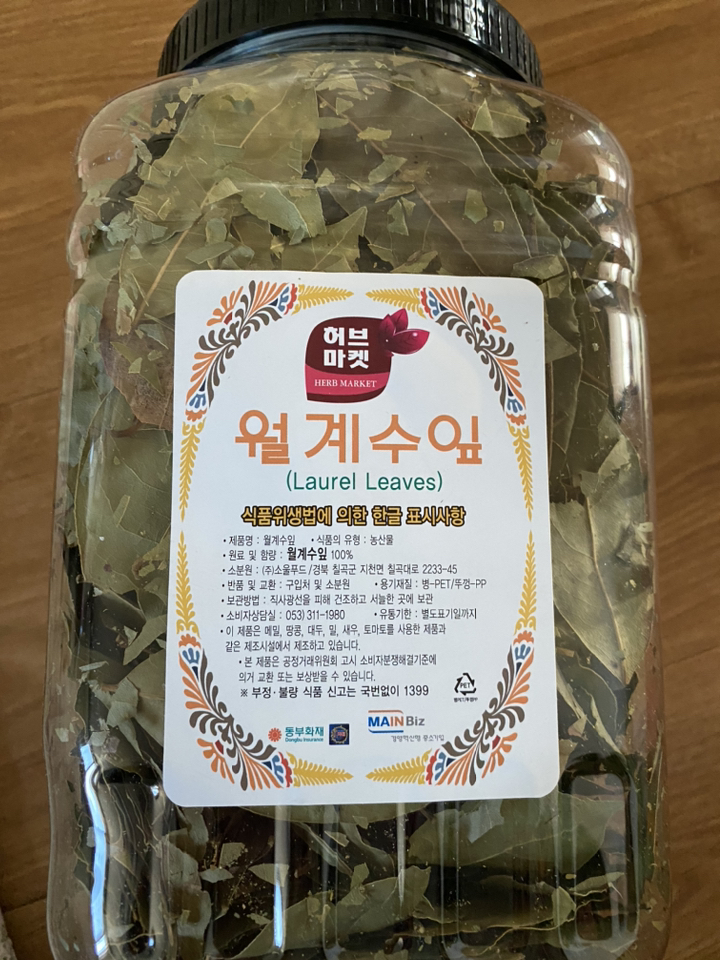 허브
마켓
HERB MARKET
월계수잎
(Laurel Leaves)
식품위생법에 의한 한글 표시사항
• 제품명 : 월계수잎 • 식품의 유형 : 농산물
• 원료 및 함량 : 월계수잎 100%
• 소분원 : (주)소울푸드 / 경북 칠곡군 지천면 칠곡대로 2233-45
• 반품 및 교환 : 구입처 및 소분원 • 용기재질 : 병-PET/뚜껑-PP
• 보관방법 : 직사광선을 피해 건조하고 서늘한 곳에 보관
• 소비자상담실 : 053) 311-1980 • 유통기한 : 별도표기일까지
• 이 제품은 메밀, 땅콩, 대두, 밀, 새우, 토마토를 사용한 제품과
같은 제조시설에서 제조하고 있습니다.
• 본 제품은 공정거래위원회 고시 소비자분쟁해결기준에
의거 교환 또는 보상받을 수 있습니다.
※ 부정·불량 식품 신고는 국번없이 1399
PET
동부화재
Dongbu Insurance
MAINBiz
경영혁신형 중소기업